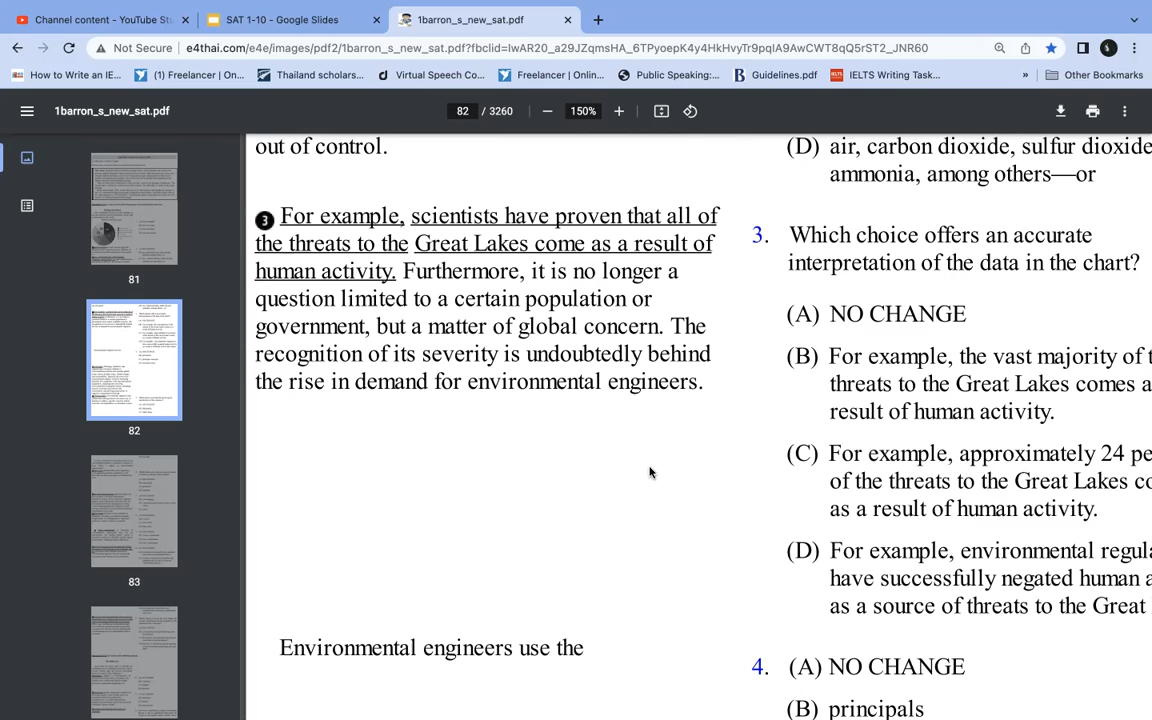 Channel content - YouTube St
SAT 1-10 - Google Slides
1barron_s_new_sat.pdf
Not Secure
e4thai.com/e4e/images/pdf2/1barron_s_new_sat.pdf?fbclid=IwAR20_a29JZqmsHA_6TPyoepK4y4HkHvyTr9pqIA9AwCWT8qQ5rST2_JNR60
How to Write an IE...
(1) Freelancer | On...
Thailand scholars...
Virtual Speech Co...
Freelancer | Onlin...
Public Speaking:...
Guidelines.pdf
IELTS Writing Task...
»
Other Bookmarks
1barron_s_new_sat.pdf
82 / 3260
150%
81
82
83
out of control.
3 For example, scientists have proven that all of
the threats to the Great Lakes come as a result of
human activity. Furthermore, it is no longer a
question limited to a certain population or
government, but a matter of global concern. The
recognition of its severity is undoubtedly behind
the rise in demand for environmental engineers.
Environmental engineers use the
(D) air, carbon dioxide, sulfur dioxide
ammonia, among others—or
3. Which choice offers an accurate
interpretation of the data in the chart?
(A) NO CHANGE
(B) For example, the vast majority of t
threats to the Great Lakes comes a
result of human activity.
(C) For example, approximately 24 pe
of the threats to the Great Lakes co
as a result of human activity.
(D) For example, environmental regula
have successfully negated human a
as a source of threats to the Great
4. (A) NO CHANGE
(B) principals